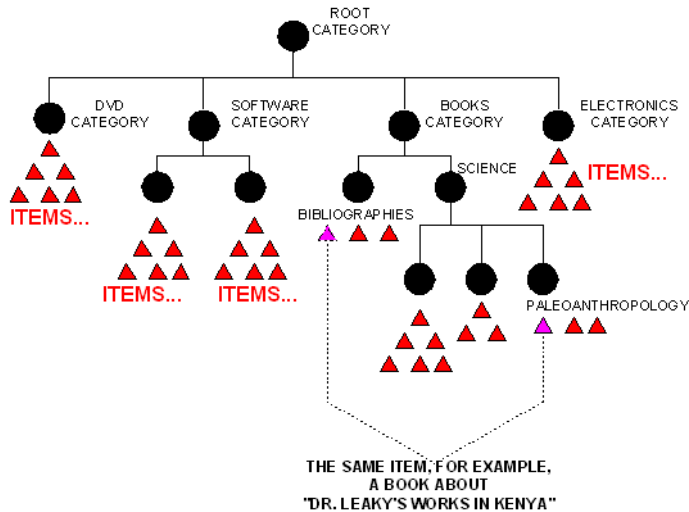 ROOT
CATEGORY
DVD
CATEGORY
SOFTWARE
CATEGORY
BOOKS
CATEGORY
ELECTRONICS
CATEGORY
ITEMS...
ITEMS...
SCIENCE
BIBLIOGRAPHIES
ITEMS...
ITEMS...
PALEOANTHROPOLOGY
THE SAME ITEM, FOR EXAMPLE,
A BOOK ABOUT
"DR. LEAKY'S WORKS IN KENYA"